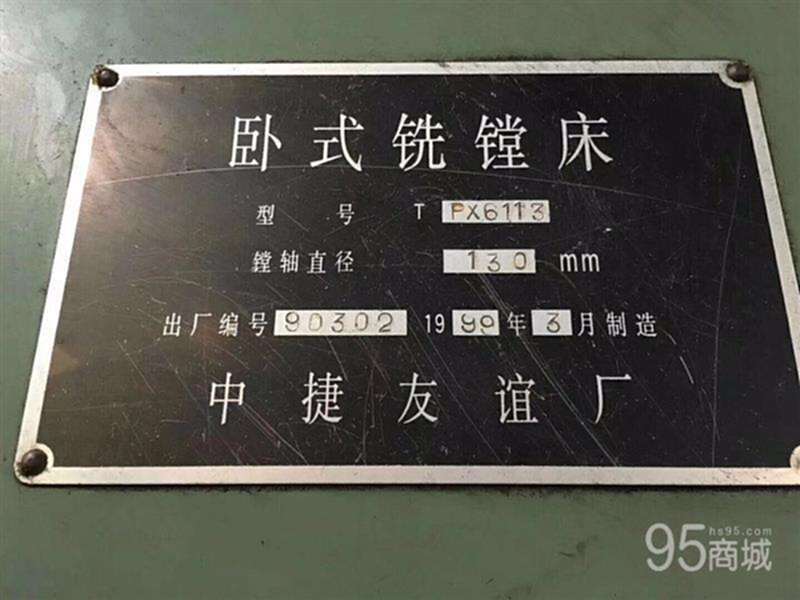 卧式铣镗床
型号 T PX6113
镗轴直径 130 mm
出厂编号 90302 1990年3月制造
中捷友谊厂
hs95.com
95商城